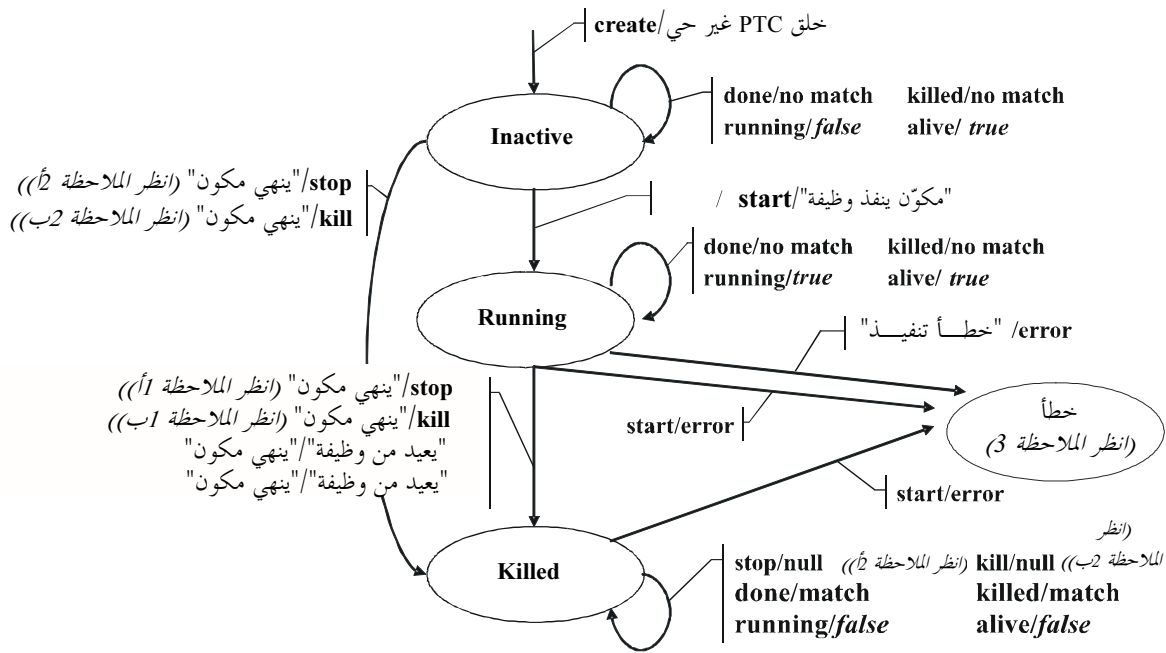 خلق PTC غير حي/create
done/no match killed/no match
running/false alive/ true
Inactive
stop/"ينهي مكون" (انظر الملاحظة 2أ))
kill/"ينهي مكون" (انظر الملاحظة 2ب))
"مكوّن ينفذ وظيفة"/start /
done/no match killed/no match
running/true alive/ true
Running
error/ "خطــأ تنفيــذ"
stop/"ينهي مكون" (انظر الملاحظة 1أ))
kill/"ينهي مكون" (انظر الملاحظة 1ب))
"يعيد من وظيفة"/"ينهي مكون"
"يعيد من وظيفة"/"ينهي مكون"
start/error
خطأ
(انظر الملاحظة 3)
start/error
Killed
stop/null (انظر الملاحظة 2أ)) kill/null (انظر
الملاحظة 2ب))
done/match killed/match
running/false alive/false